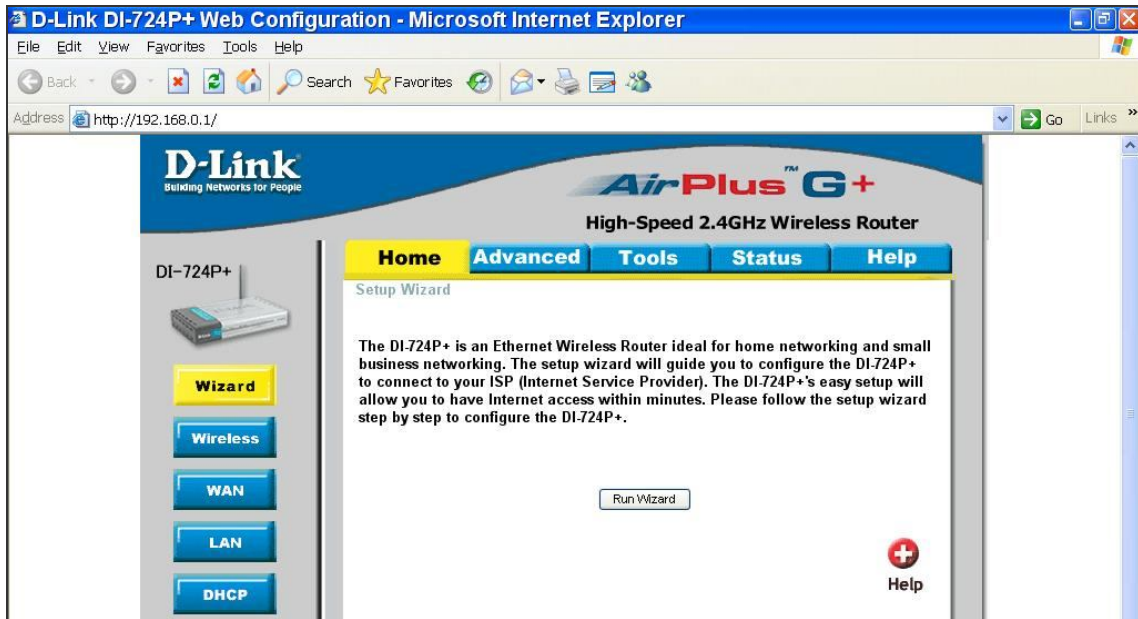 D-Link DI-724P+ Web Configuration - Microsoft Internet Explorer
File Edit View Favorites Tools Help
Back Search Favorites
Address http://192.168.0.1/ Go Links »
D-Link
Building Networks for People
AirPlus™ G+
High-Speed 2.4GHz Wireless Router
DI-724P+
Home Advanced Tools Status Help
Setup Wizard
The DI-724P+ is an Ethernet Wireless Router ideal for home networking and small
business networking. The setup wizard will guide you to configure the DI-724P+
to connect to your ISP (Internet Service Provider). The DI-724P+'s easy setup will
allow you to have Internet access within minutes. Please follow the setup wizard
step by step to configure the DI-724P+.
Wizard
Wireless
WAN
LAN
DHCP
Run Wizard
Help